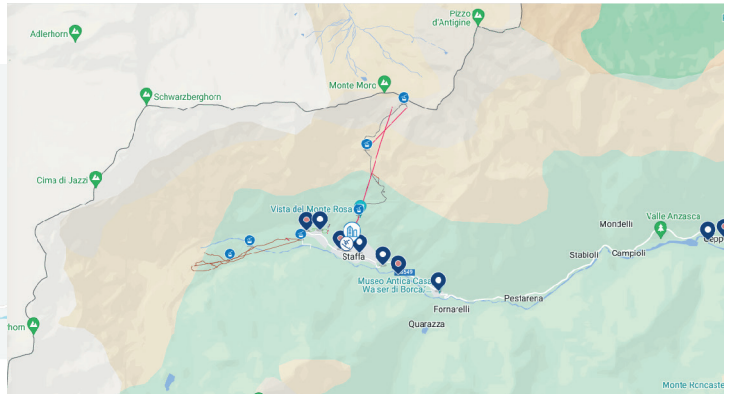 Pizzo
d'Antigine
Adlerhorn
Monte Moro
Schwarzberghorn
Cima di Jazzi
Vista del Monte Rosa
Valle Anzasca
Mondelli
Staffa
Stabioli
Campioli
Museo Antica Casa
Walser di Borca
Pestarena
Fornarelli
Quarazza